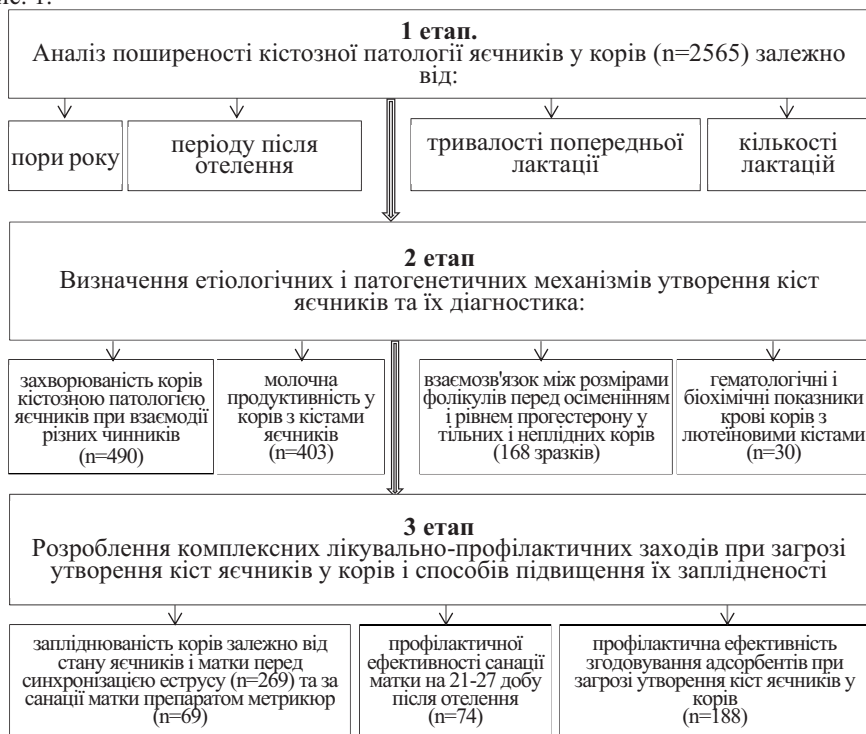 1 етап.
Аналіз поширеності кістозної патології яєчників у корів (n=2565) залежно
від:
пори року
періоду після
отелення
тривалості попередньої
лактації
кількості
лактацій
2 етап
Визначення етіологічних і патогенетичних механізмів утворення кіст
яєчників та їх діагностика:
захворюваність корів
кістозною патологією
яєчників при взаємодії
різних чинників
(n=490)
молочна
продуктивність у
корів з кістами
яєчників
(n=403)
взаємозв'язок між розмірами
фолікулів перед осіменінням
і рівнем прогестерону у
тільних і неплідних корів
(168 зразків)
гематологічні і
біохімічні показники
крові корів з
лютеїновими кістами
(n=30)
3 етап
Розроблення комплексних лікувально-профілактичних заходів при загрозі
утворення кіст яєчників у корів і способів підвищення їх заплідненості
запліднюваність корів залежно від
стану яєчників і матки перед
синхронізацією еструсу (n=269) та за
санації матки препаратом метрикюр
(n=69)
профілактичної
ефективності санації
матки на 21-27 добу
після отелення
(n=74)
профілактична ефективність
згодовування адсорбентів при
загрозі утворення кіст яєчників у
корів
(n=188)